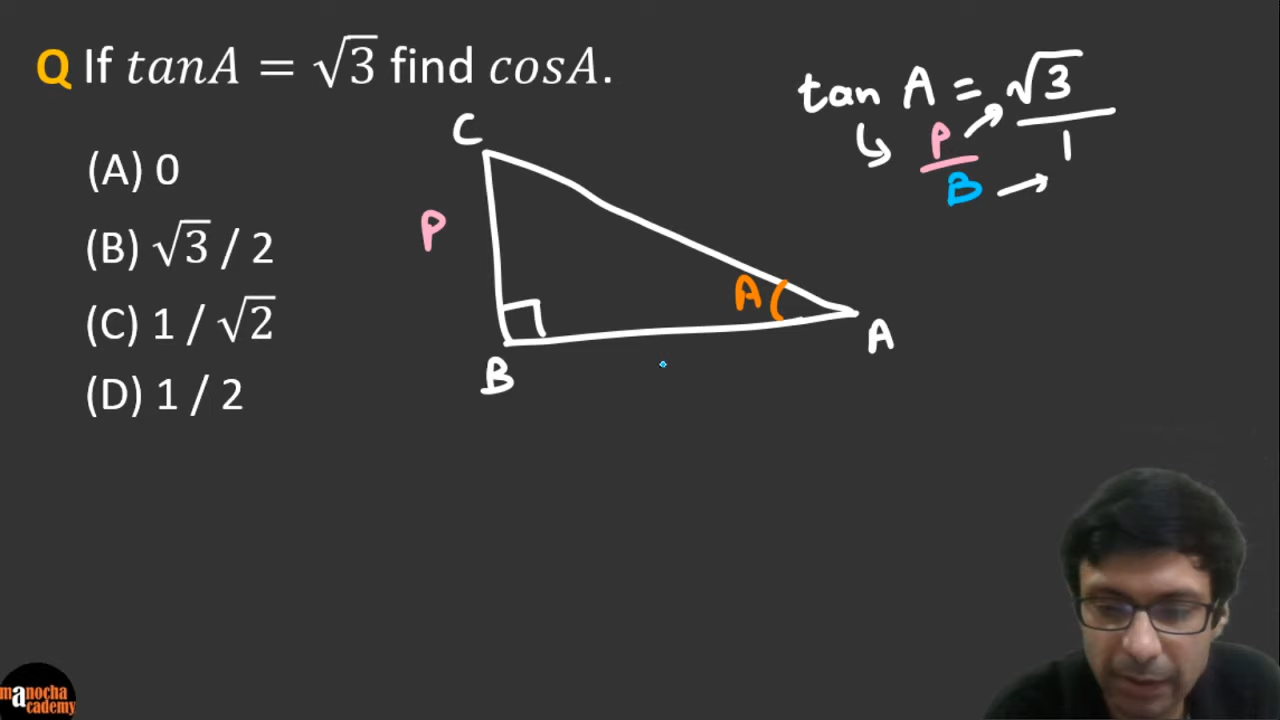 Q If tanA = √3 find cosA.
(A) 0
(B) √3 / 2
(C) 1 / √2
(D) 1 / 2
C
P
A
B
A
tan A = √3 / 1
P / B
manocha
academy